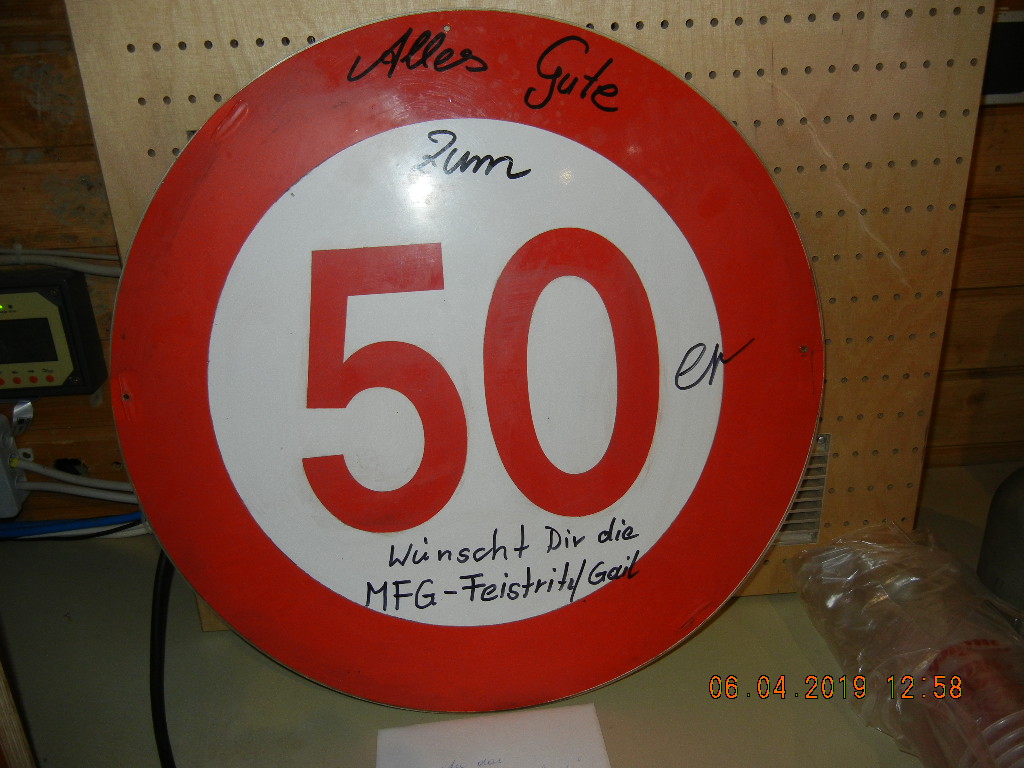 Alles Gute
Zum
50 er
Wünscht Dir die
MFG-Feistritz/Gail
06.04.2019 12:58